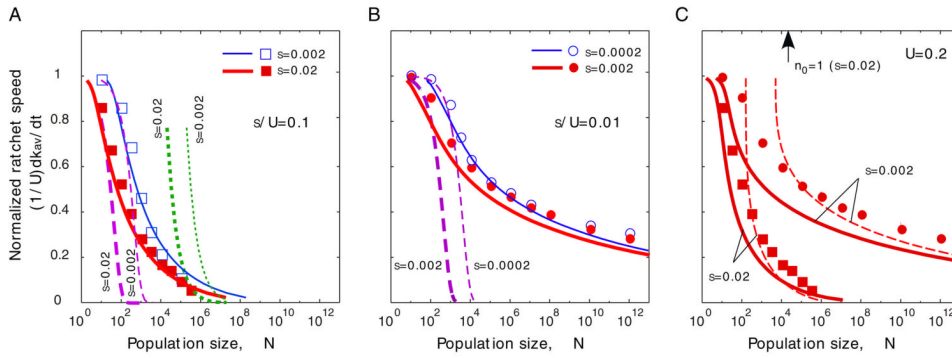 A
B
C
Normalized ratchet speed
(1/U)dk_av/dt
1
0.8
0.6
0.4
0.2
0
s=0.002
s=0.02
s/U=0.1
s=0.02
s=0.002
s=0.02
s=0.002
10^0 10^2 10^4 10^6 10^8 10^10 10^12
Population size, N
s=0.0002
s=0.002
s/U=0.01
s=0.002
s=0.0002
10^0 10^2 10^4 10^6 10^8 10^10 10^12
Population size, N
U=0.2
n_0=1 (s=0.02)
s=0.002
s=0.02
10^0 10^2 10^4 10^6 10^8 10^10 10^12
Population size, N